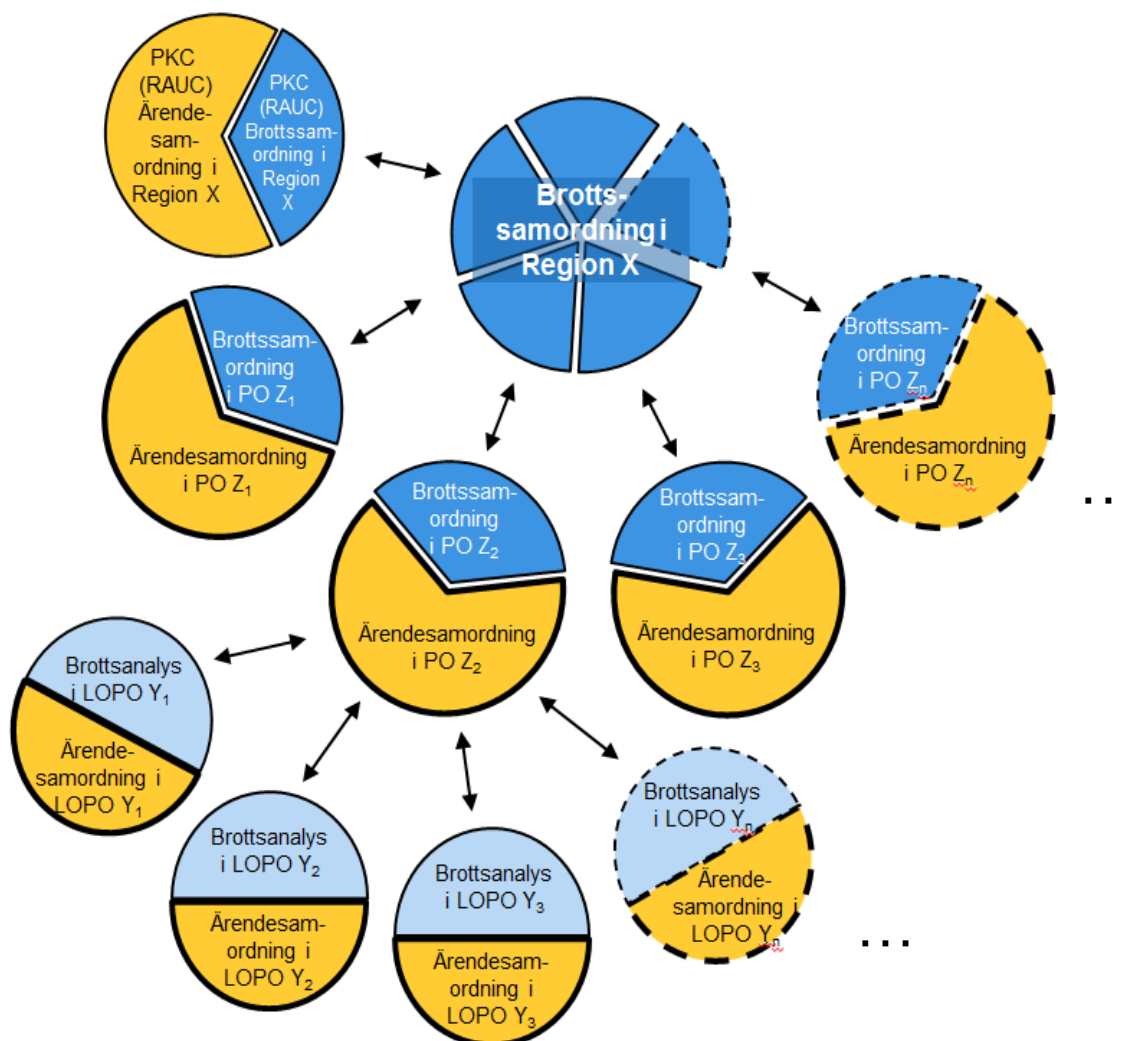 PKC
(RAUC)
Ärende-
sam-
ordning i
Region X
PKC
(RAUC)
Brottssam-
ordning i
Region
X
Brotts-
samordning i
Region X
Brottssam-
ordning
i PO Z₁
Ärendesamordning
i PO Z₁
Brottssam-
ordning
i PO Zₙ
Ärendesamordning
i PO Zₙ
. .
Brottssam-
ordning
i PO Z₂
Ärendesamordning
i PO Z₂
Brottssam-
ordning
i PO Z₃
Ärendesamordning
i PO Z₃
Brottsanalys
i LOPO Y₁
Ärende-
samordning i
LOPO Y₁
Brottsanalys
i LOPO Y₂
Ärendesam-
ordning i
LOPO Y₂
Brottsanalys
i LOPO Y₃
Ärendesam-
ordning i
LOPO Y₃
Brottsanalys
i LOPO Yₙ
Ärende-
samordning i
LOPO Yₙ
. . .